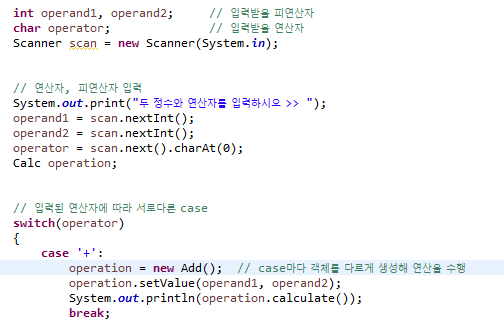 int operand1, operand2;     // 입력받을 피연산자
char operator;              // 입력받을 연산자
Scanner scan = new Scanner(System.in);
// 연산자, 피연산자 입력
System.out.print("두 정수와 연산자를 입력하시오 >> ");
operand1 = scan.nextInt();
operand2 = scan.nextInt();
operator = scan.next().charAt(0);
Calc operation;
// 입력된 연산자에 따라 서로다른 case
switch(operator)
{
    case '+':
        operation = new Add();  // case마다 객체를 다르게 생성해 연산을 수행
        operation.setValue(operand1, operand2);
        System.out.println(operation.calculate());
        break;